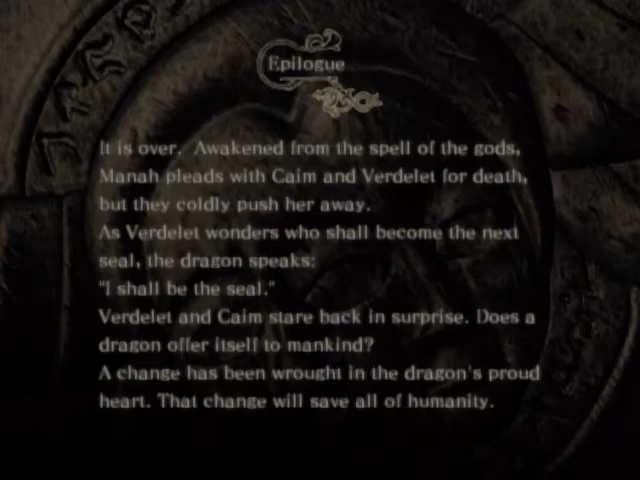 Epilogue
It is over. Awakened from the spell of the gods,
Manah pleads with Caim and Verdelet for death,
but they coldly push her away.
As Verdelet wonders who shall become the next
seal, the dragon speaks:
"I shall be the seal."
Verdelet and Caim stare back in surprise. Does a
dragon offer itself to mankind?
A change has been wrought in the dragon's proud
heart. That change will save all of humanity.